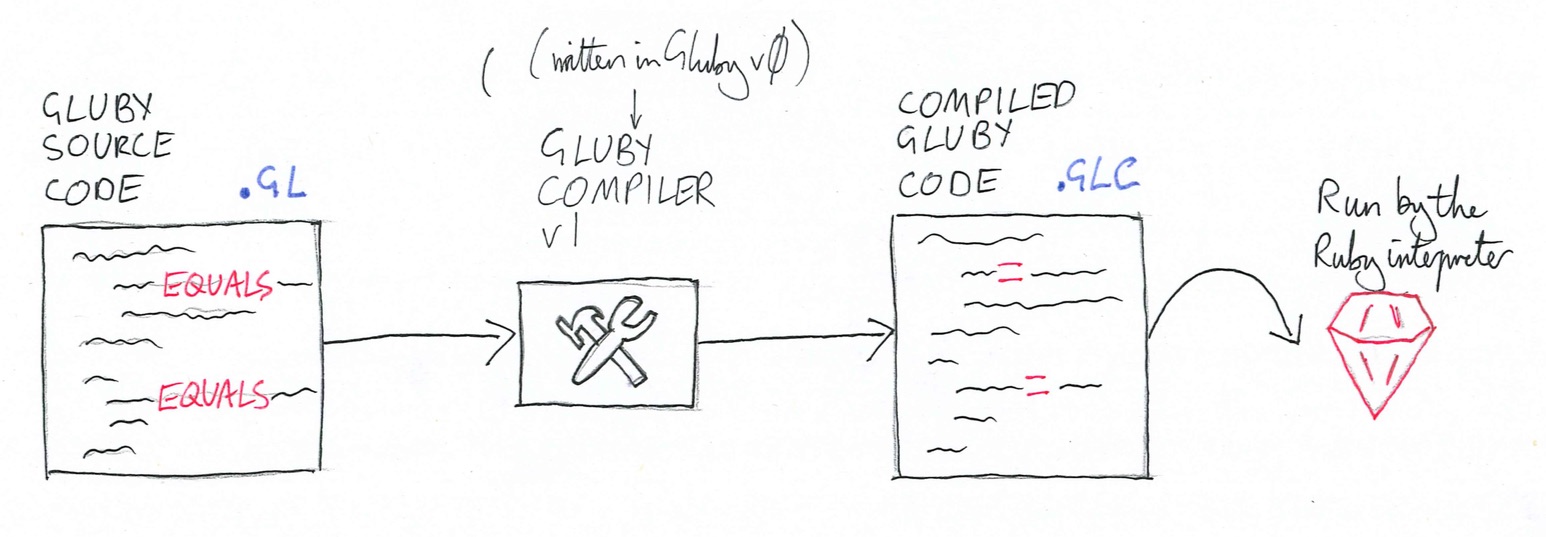 GLUBY
SOURCE
CODE .GL
EQUALS
EQUALS
( (written in Gluby v0)
GLUBY
COMPILER
v1
COMPILED
GLUBY
CODE .GLC
=
=
Run by the
Ruby interpreter